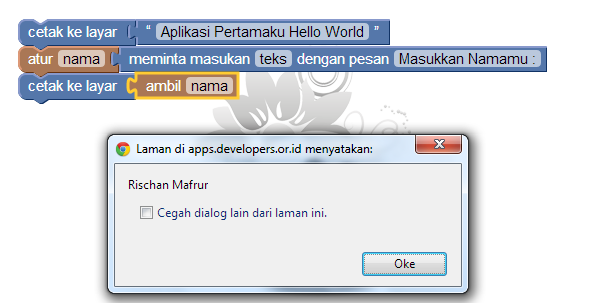 cetak ke layar “ Aplikasi Pertamaku Hello World ”
atur nama meminta masukan teks dengan pesan Masukkan Namamu :
cetak ke layar ambil nama
Laman di apps.developers.or.id menyatakan:
Rischan Mafrur
Cegah dialog lain dari laman ini.
Oke